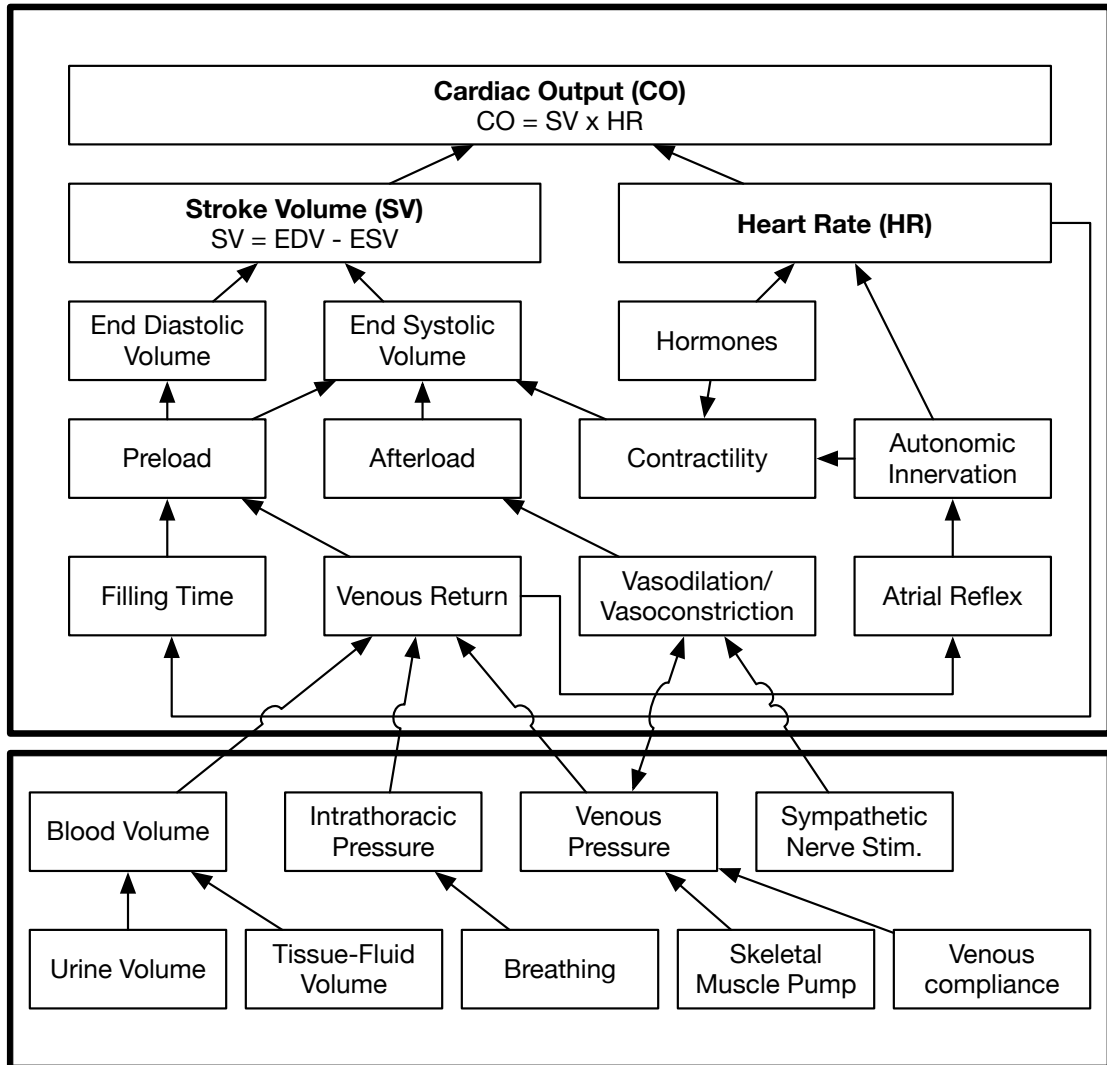 Cardiac Output (CO)
CO = SV x HR
Stroke Volume (SV)
SV = EDV - ESV
Heart Rate (HR)
End Diastolic
Volume
End Systolic
Volume
Hormones
Preload
Afterload
Contractility
Autonomic
Innervation
Filling Time
Venous Return
Vasodilation/
Vasoconstriction
Atrial Reflex
Blood Volume
Intrathoracic
Pressure
Venous
Pressure
Sympathetic
Nerve Stim.
Urine Volume
Tissue-Fluid
Volume
Breathing
Skeletal
Muscle Pump
Venous
compliance